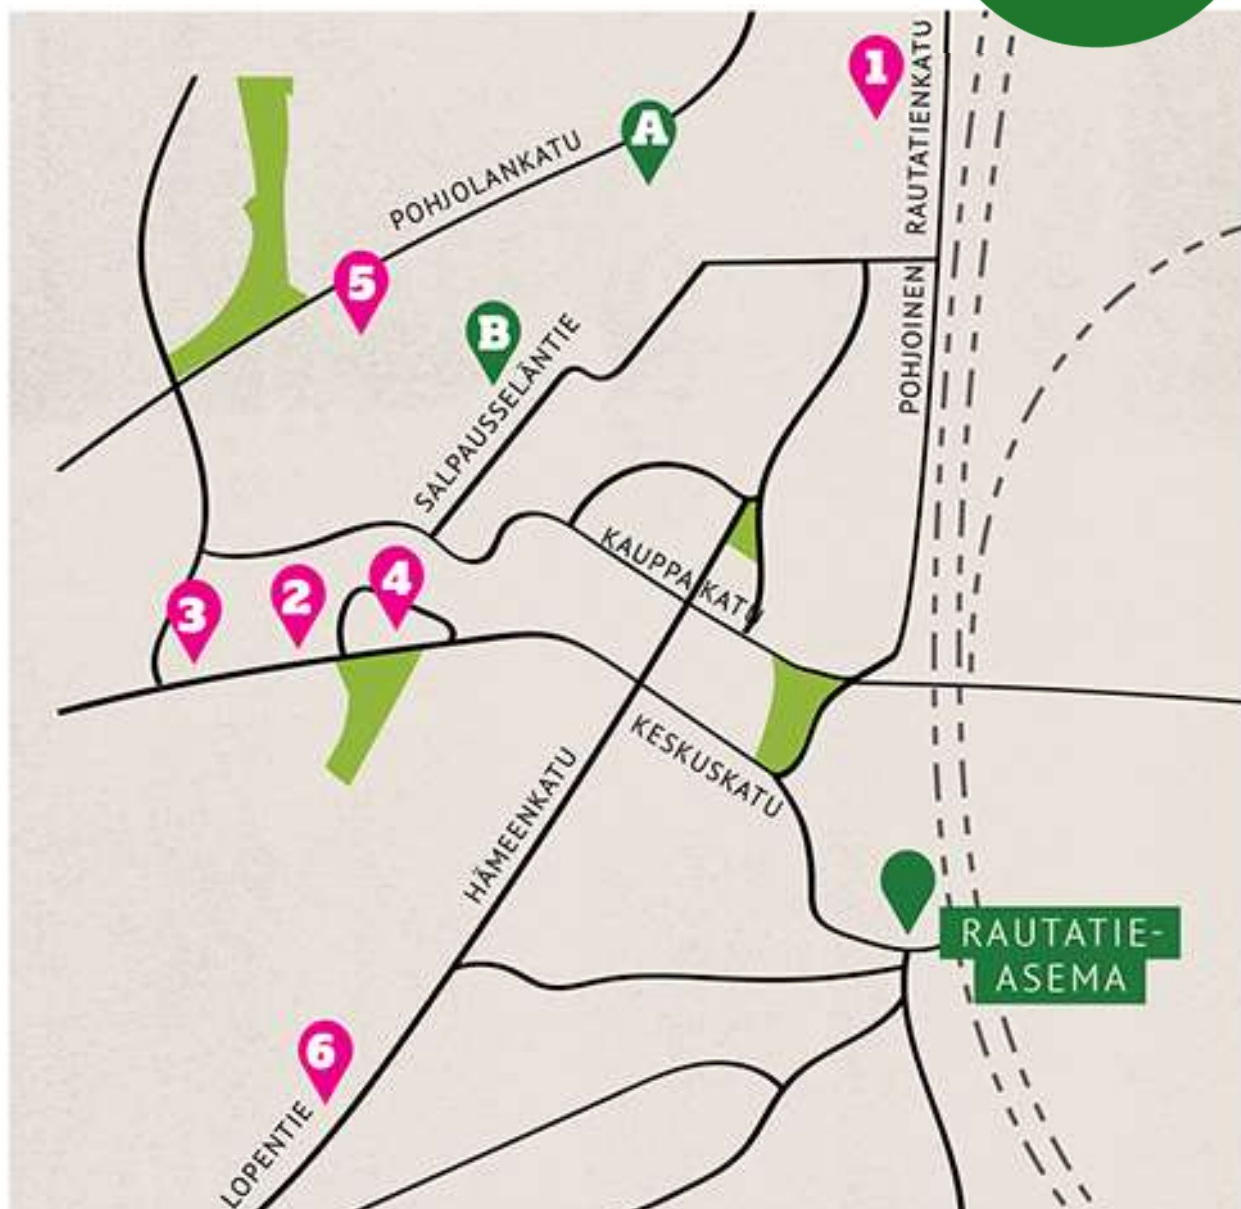 1
RAUTATIENKATU
A
POHJOLANKATU
5
B
POHJOINEN
SALPAUSSELÄNTIE
KAUPPAKATU
4
2
3
KESKUSKATU
HÄMEENKATU
RAUTATIE-
ASEMA
6
LOPENTIE